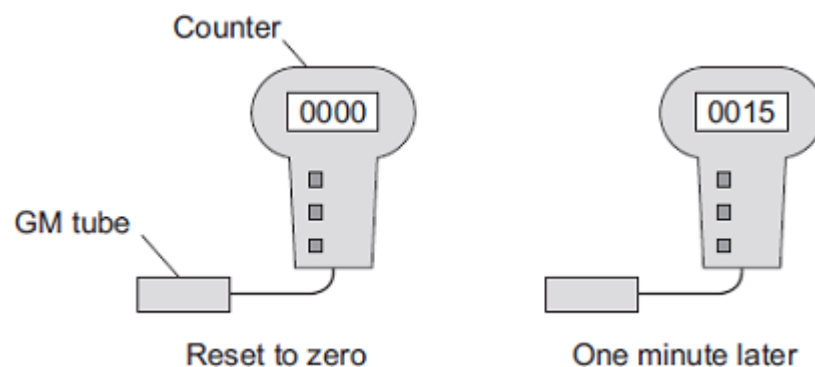 Counter
0000
0015
GM tube
Reset to zero
One minute later